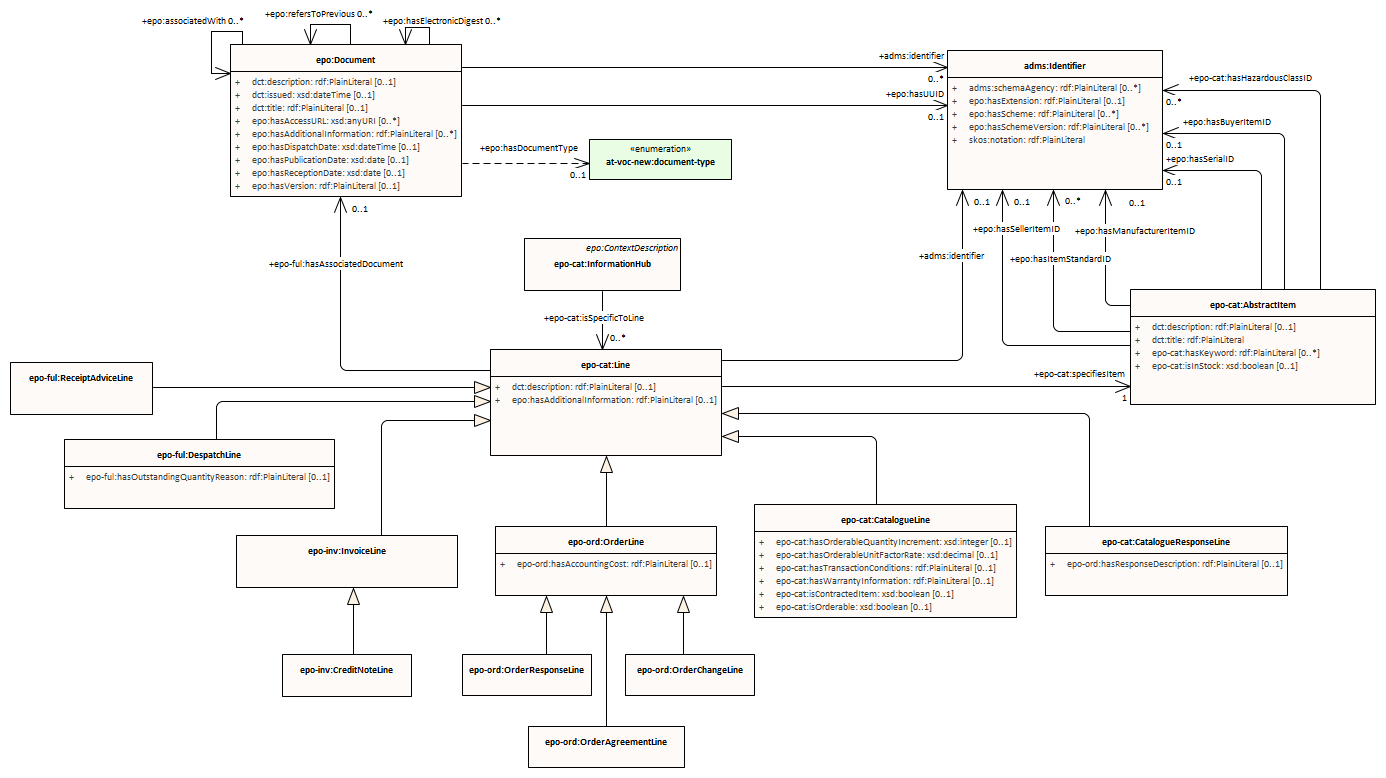 +epo:associatedWith 0..*
+epo:refersToPrevious 0..*
+epo:hasElectronicDigest 0..*
epo:Document
+ dct:description: rdf:PlainLiteral [0..1]
+ dct:issued: xsd:dateTime [0..1]
+ dct:title: rdf:PlainLiteral [0..1]
+ epo:hasAccessURL: xsd:anyURI [0..*]
+ epo:hasAdditionalInformation: rdf:PlainLiteral [0..*]
+ epo:hasDispatchDate: xsd:dateTime [0..1]
+ epo:hasPublicationDate: xsd:date [0..1]
+ epo:hasReceptionDate: xsd:date [0..1]
+ epo:hasVersion: rdf:PlainLiteral [0..1]
+adms:identifier
0..*
+epo:hasUUID
0..1
+epo:hasDocumentType
0..1
«enumeration»
at-voc-new:document-type
adms:Identifier
+ adms:schemaAgency: rdf:PlainLiteral [0..*]
+ epo:hasExtension: rdf:PlainLiteral [0..1]
+ epo:hasScheme: rdf:PlainLiteral [0..*]
+ epo:hasSchemeVersion: rdf:PlainLiteral [0..*]
+ skos:notation: rdf:PlainLiteral
+epo-cat:hasHazardousClassID
0..*
+epo:hasBuyerItemID
0..1
+epo:hasSerialID
0..1
0..1
0..1
0..1
0..*
0..1
+epo:hasSellerItemID
+epo:hasManufacturerItemID
+adms:identifier
+epo:hasItemStandardID
+epo-ful:hasAssociatedDocument
epo:ContextDescription
epo-cat:InformationHub
+epo-cat:isSpecificToLine
0..*
epo-cat:AbstractItem
+ dct:description: rdf:PlainLiteral [0..1]
+ dct:title: rdf:PlainLiteral
+ epo-cat:hasKeyword: rdf:PlainLiteral [0..*]
+ epo-cat:isInStock: xsd:boolean [0..1]
epo-cat:Line
+ dct:description: rdf:PlainLiteral [0..1]
+ epo:hasAdditionalInformation: rdf:PlainLiteral [0..1]
+epo-cat:specifiesItem
1
epo-ful:ReceiptAdviceLine
epo-ful:DespatchLine
+ epo-ful:hasOutstandingQuantityReason: rdf:PlainLiteral [0..1]
epo-inv:InvoiceLine
epo-ord:OrderLine
+ epo-ord:hasAccountingCost: rdf:PlainLiteral [0..1]
epo-cat:CatalogueLine
+ epo-cat:hasOrderableQuantityIncrement: xsd:integer [0..1]
+ epo-cat:hasOrderableUnitFactorRate: xsd:decimal [0..1]
+ epo-cat:hasTransactionConditions: rdf:PlainLiteral [0..1]
+ epo-cat:hasWarrantyInformation: rdf:PlainLiteral [0..1]
+ epo-cat:isContractedItem: xsd:boolean [0..1]
+ epo-cat:isOrderable: xsd:boolean [0..1]
epo-cat:CatalogueResponseLine
+ epo-ord:hasResponseDescription: rdf:PlainLiteral [0..1]
epo-inv:CreditNoteLine
epo-ord:OrderResponseLine
epo-ord:OrderChangeLine
epo-ord:OrderAgreementLine